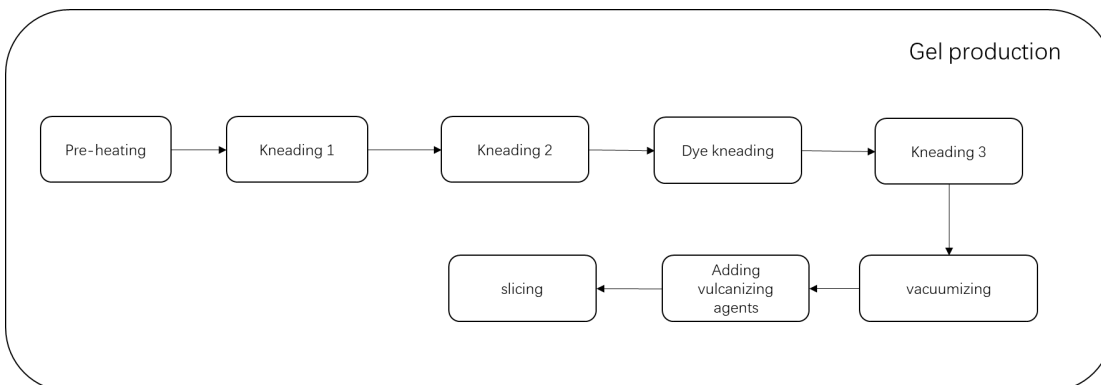 Gel production
Pre-heating
Kneading 1
Kneading 2
Dye kneading
Kneading 3
slicing
Adding
vulcanizing
agents
vacuumizing